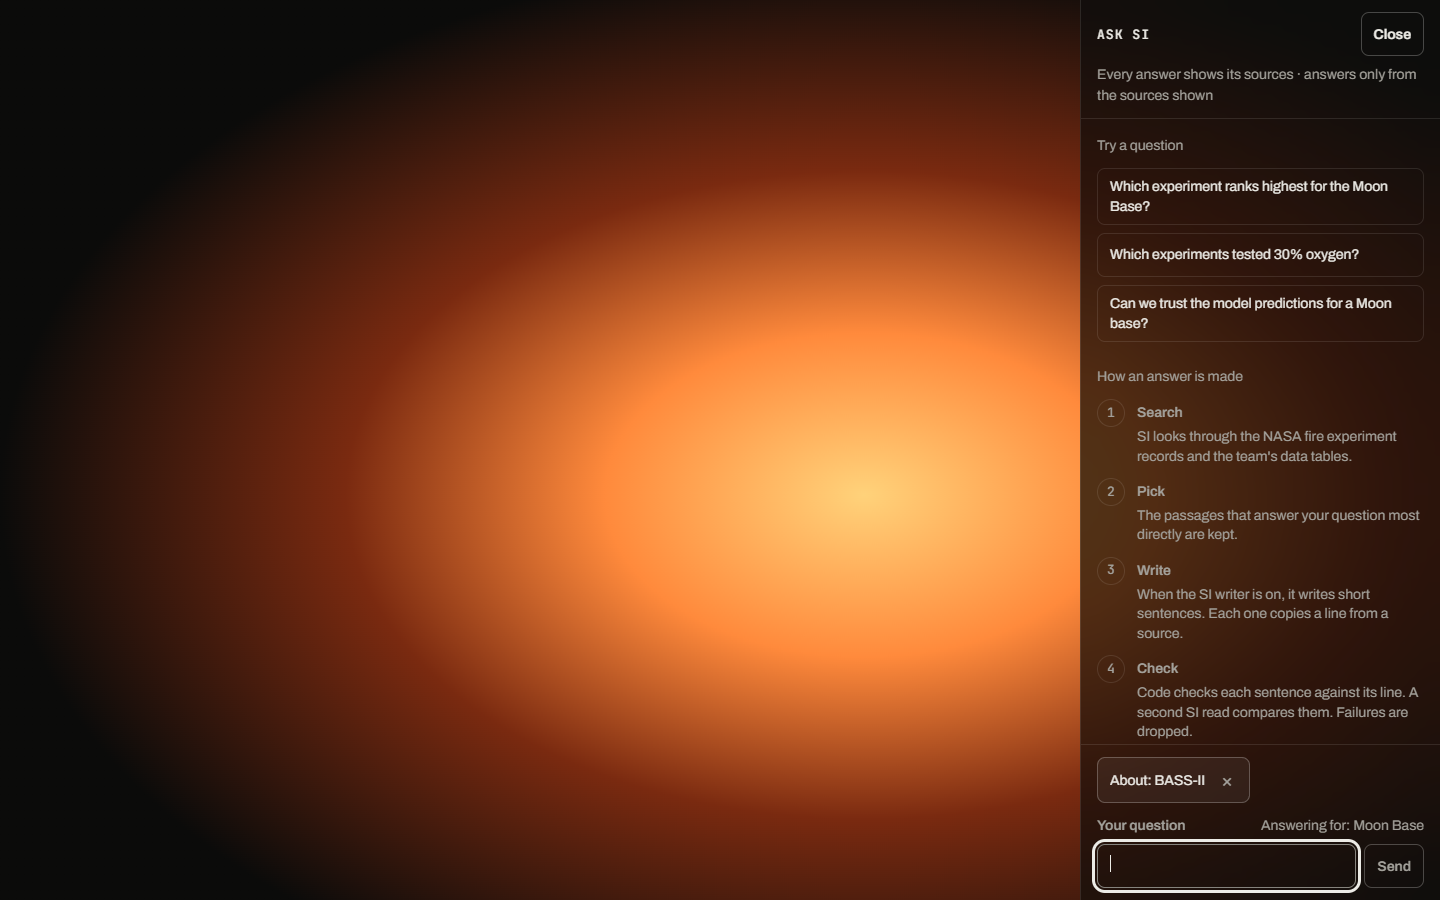 ASK SI
Close
Every answer shows its sources · answers only from
the sources shown
Try a question
Which experiment ranks highest for the Moon
Base?
Which experiments tested 30% oxygen?
Can we trust the model predictions for a Moon
base?
How an answer is made
1 Search
SI looks through the NASA fire experiment
records and the team's data tables.
2 Pick
The passages that answer your question most
directly are kept.
3 Write
When the SI writer is on, it writes short
sentences. Each one copies a line from a
source.
4 Check
Code checks each sentence against its line. A
second SI read compares them. Failures are
dropped.
About: BASS-II ×
Your question
Answering for: Moon Base
Send